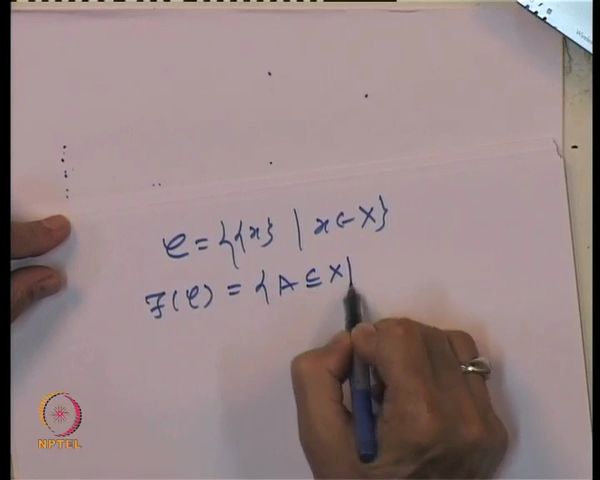 𝒞 = {{x} | x ∈ X}
ℱ(𝒞) = {A ⊆ X |
NPTEL